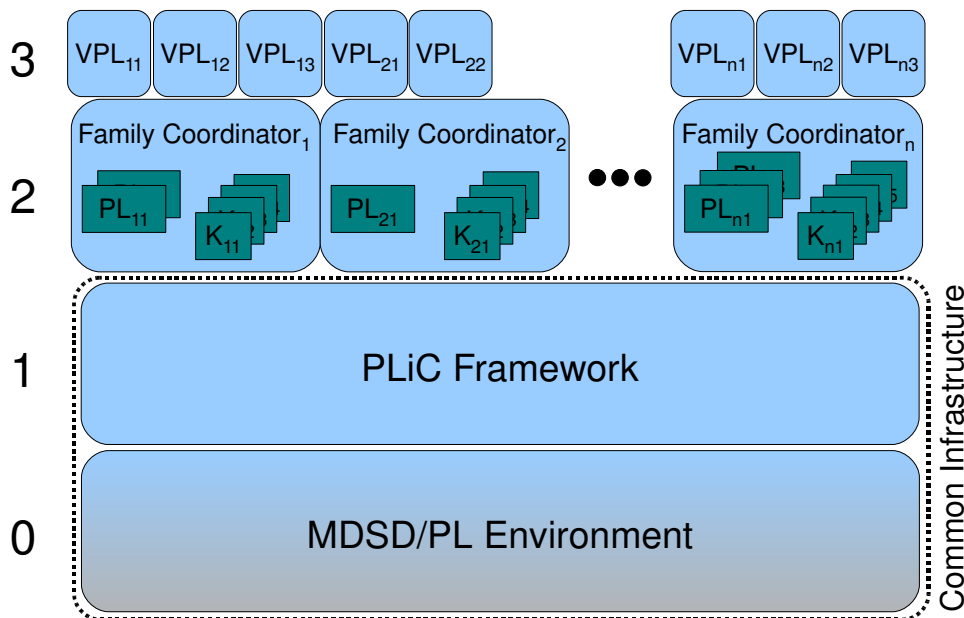 3
VPL11 VPL12 VPL13 VPL21 VPL22 VPLn1 VPLn2 VPLn3
Family Coordinator1 Family Coordinator2 Family Coordinatorn
2
PL11 K11 PL21 K21 PLn1 Kn1
1
PLiC Framework
0
MDSD/PL Environment
Common Infrastructure